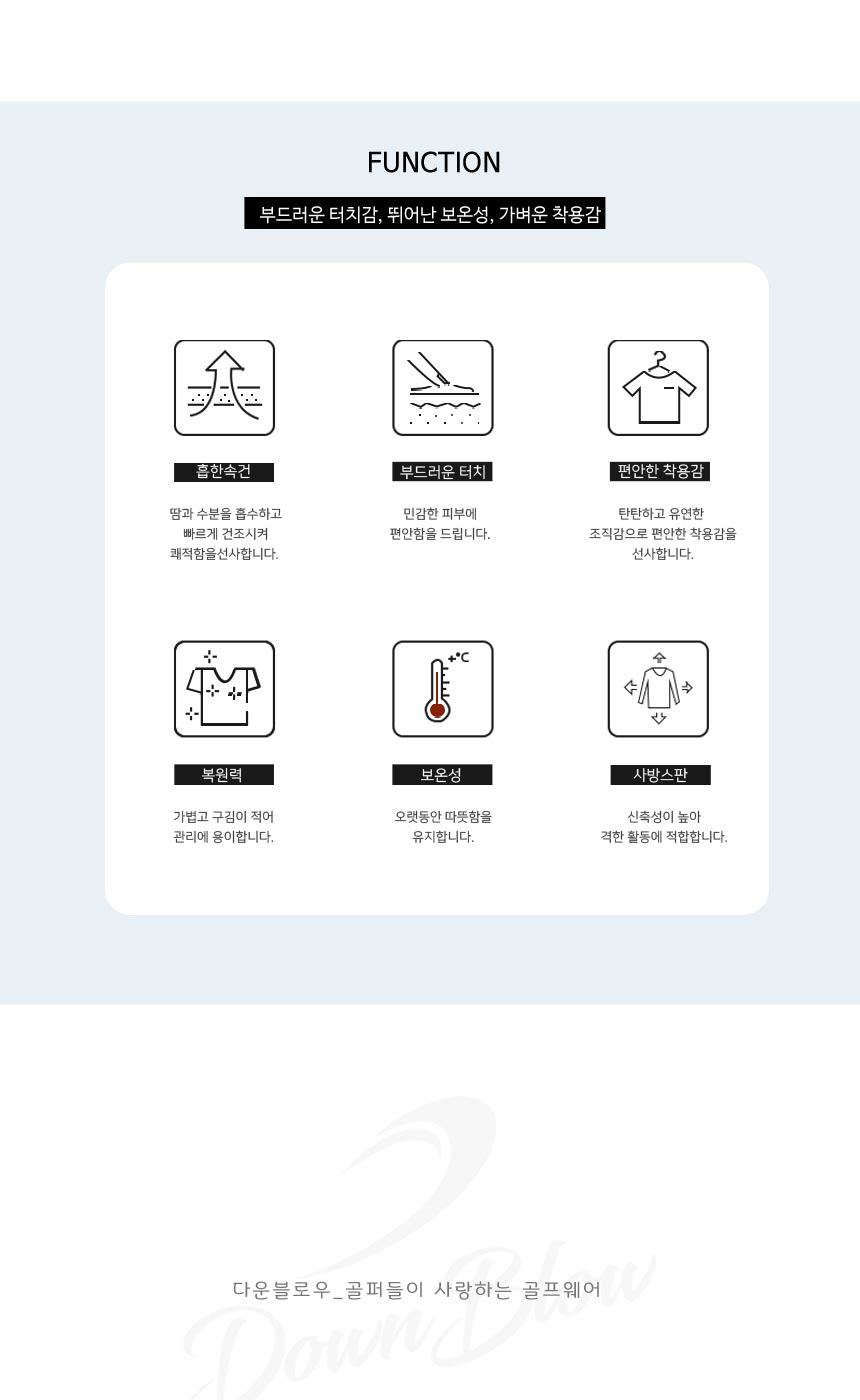 FUNCTION
부드러운 터치감, 뛰어난 보온성, 가벼운 착용감
흡한속건
부드러운 터치
편안한 착용감
땀과 수분을 흡수하고
빠르게 건조시켜
쾌적함을선사합니다.
민감한 피부에
편안함을 드립니다.
탄탄하고 유연한
조직감으로 편안한 착용감을
선사합니다.
+°C
복원력
보온성
사방스판
가볍고 구김이 적어
관리에 용이합니다.
오랫동안 따뜻함을
유지합니다.
신축성이 높아
격한 활동에 적합합니다.
다운블로우_골퍼들이 사랑하는 골프웨어
Down Blow